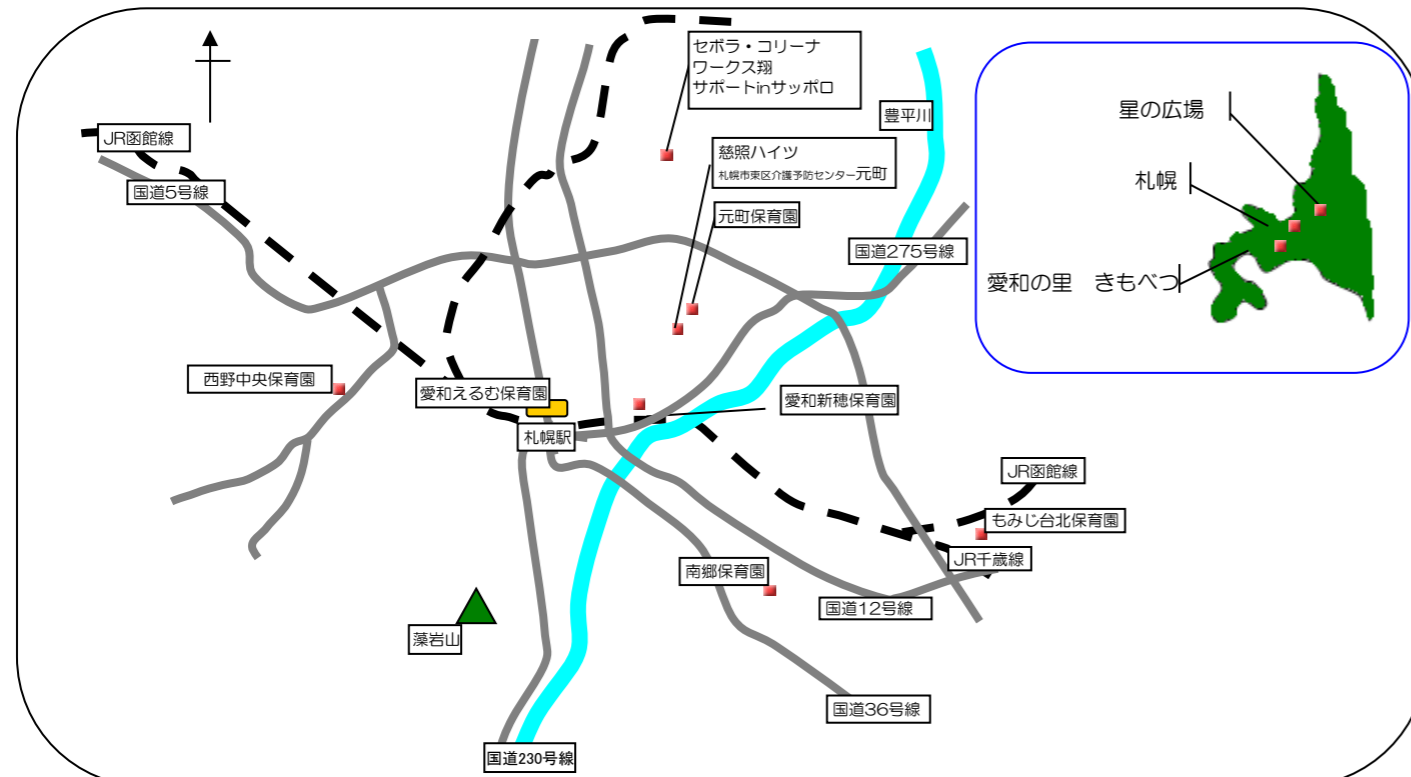 セボラ・コリーナ
ワークス翔
サポートinサッポロ
豊平川
星の広場
JR函館線
慈照ハイツ
札幌市東区介護予防センター元町
札幌
国道5号線
元町保育園
国道275号線
愛和の里　きもべつ
西野中央保育園
愛和えるむ保育園
愛和新穂保育園
札幌駅
JR函館線
もみじ台北保育園
JR千歳線
南郷保育園
国道12号線
藻岩山
国道36号線
国道230号線